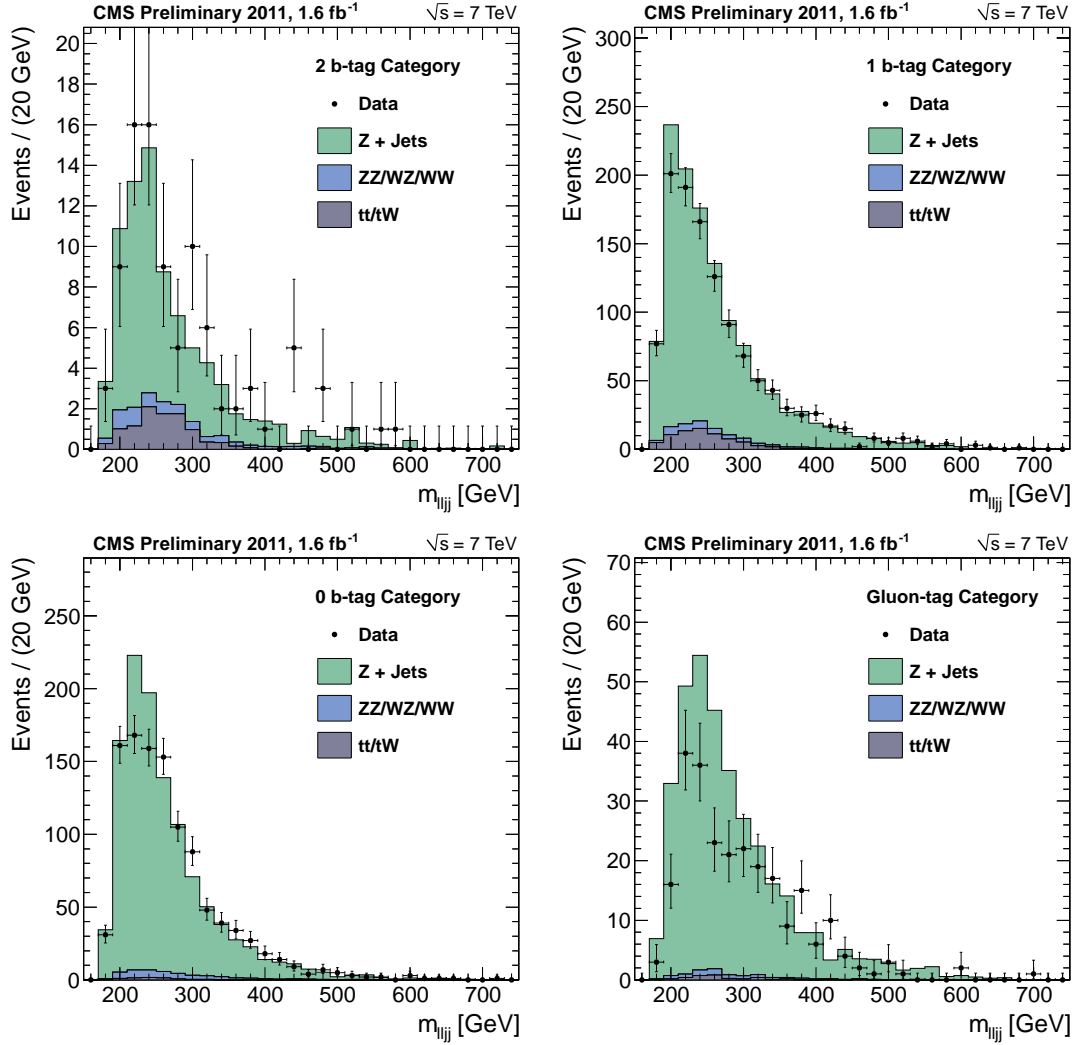 CMS Preliminary 2011, 1.6 fb⁻¹ √s = 7 TeV
Events / (20 GeV)
20
18
16
14
12
10
8
6
4
2
0
2 b-tag Category
Data
Z + Jets
ZZ/WZ/WW
tt/tW
200 300 400 500 600 700
m_lljj [GeV]
CMS Preliminary 2011, 1.6 fb⁻¹ √s = 7 TeV
Events / (20 GeV)
300
250
200
150
100
50
0
1 b-tag Category
Data
Z + Jets
ZZ/WZ/WW
tt/tW
200 300 400 500 600 700
m_lljj [GeV]
CMS Preliminary 2011, 1.6 fb⁻¹ √s = 7 TeV
Events / (20 GeV)
250
200
150
100
50
0
0 b-tag Category
Data
Z + Jets
ZZ/WZ/WW
tt/tW
200 300 400 500 600 700
m_lljj [GeV]
CMS Preliminary 2011, 1.6 fb⁻¹ √s = 7 TeV
Events / (20 GeV)
70
60
50
40
30
20
10
0
Gluon-tag Category
Data
Z + Jets
ZZ/WZ/WW
tt/tW
200 300 400 500 600 700
m_lljj [GeV]